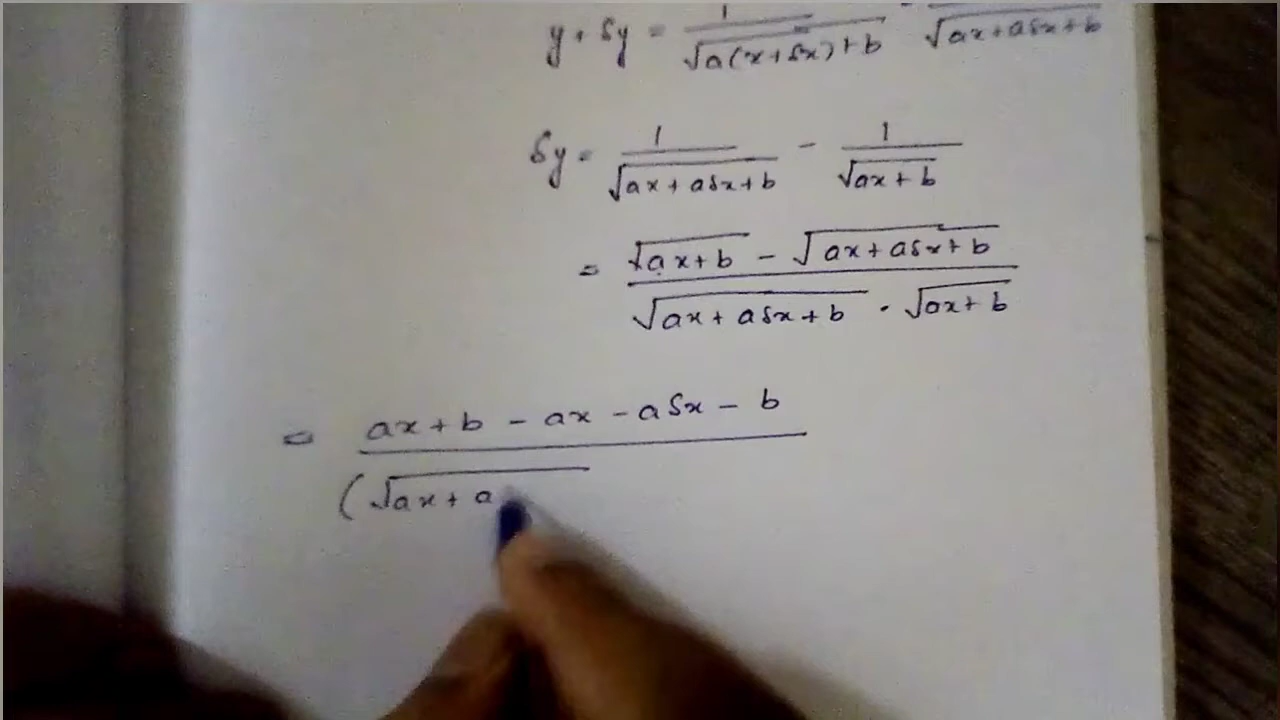 y + δy = 1/√(a(x+δx)+b) = 1/√(ax+aδx+b)
δy = 1/√(ax+aδx+b) - 1/√(ax+b)
= (√(ax+b) - √(ax+aδx+b))/(√(ax+aδx+b) · √(ax+b))
= (ax+b - ax - aδx - b)/((√(ax+a